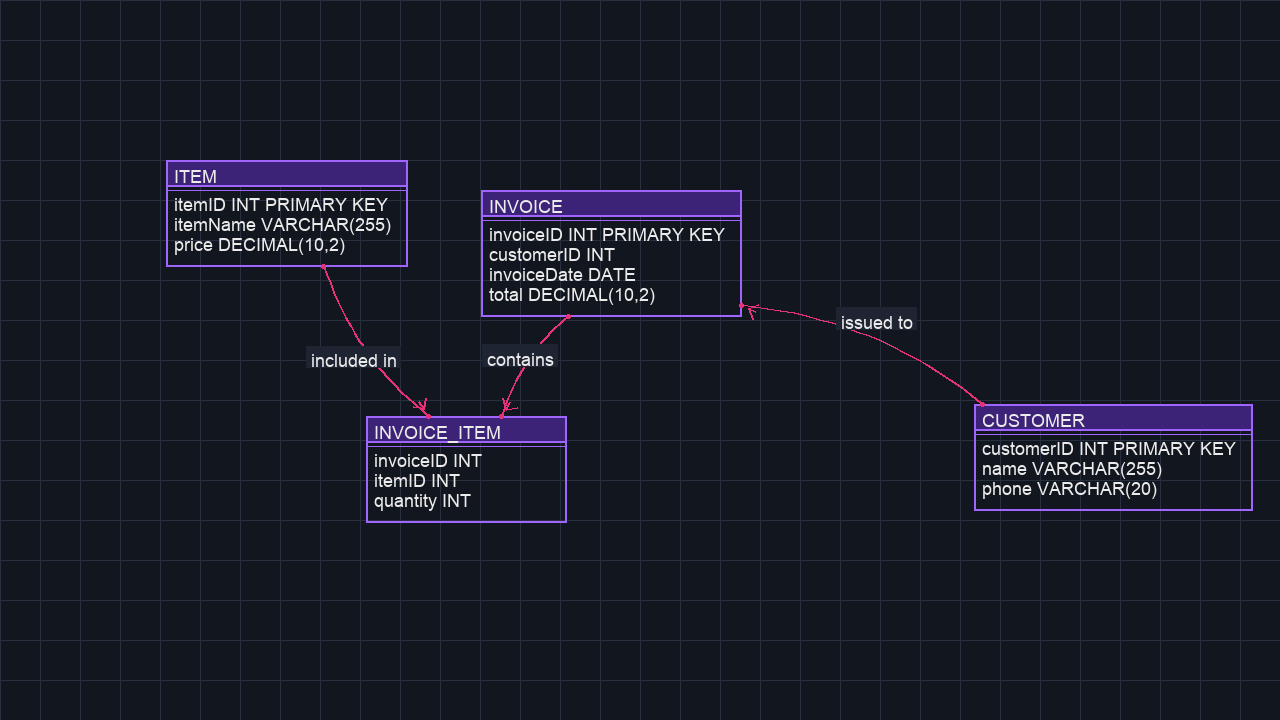 ITEM
itemID INT PRIMARY KEY
itemName VARCHAR(255)
price DECIMAL(10,2)
INVOICE
invoiceID INT PRIMARY KEY
customerID INT
invoiceDate DATE
total DECIMAL(10,2)
issued to
included in
contains
INVOICE_ITEM
invoiceID INT
itemID INT
quantity INT
CUSTOMER
customerID INT PRIMARY KEY
name VARCHAR(255)
phone VARCHAR(20)